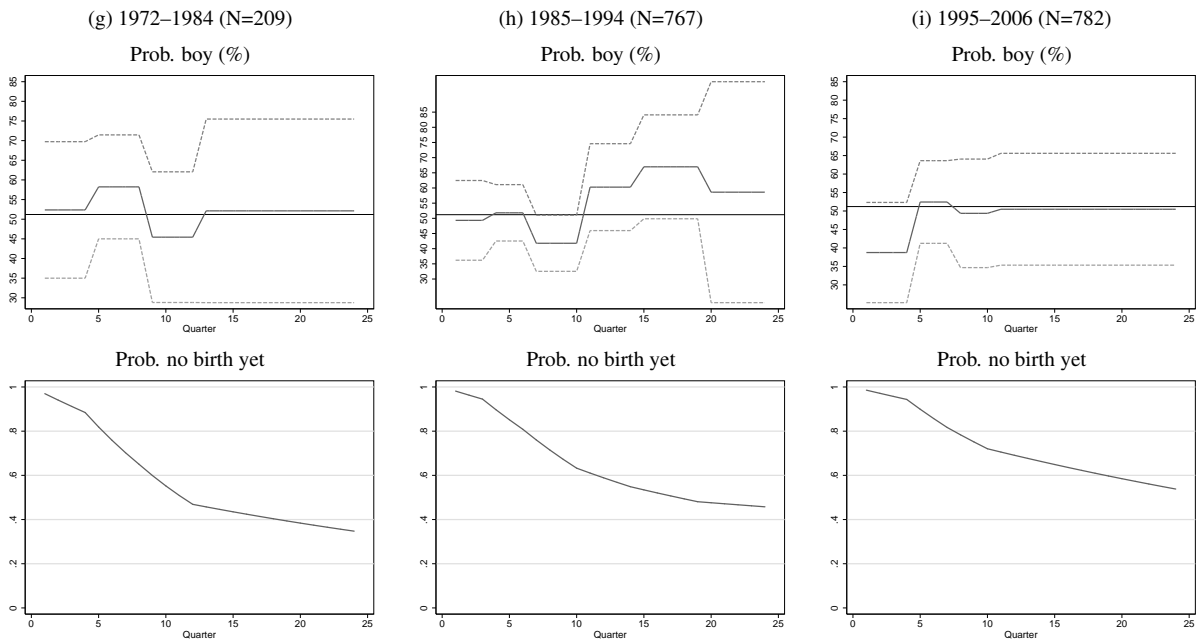 (g) 1972–1984 (N=209)
(h) 1985–1994 (N=767)
(i) 1995–2006 (N=782)
Prob. boy (%)
Prob. boy (%)
Prob. boy (%)
30 35 40 45 50 55 60 65 70 75 80 85
0 5 10 15 20 25
Quarter
30 35 40 45 50 55 60 65 70 75 80 85
0 5 10 15 20 25
Quarter
30 35 40 45 50 55 60 65 70 75 80 85
0 5 10 15 20 25
Quarter
Prob. no birth yet
Prob. no birth yet
Prob. no birth yet
0 .2 .4 .6 .8 1
0 5 10 15 20 25
Quarter
0 .2 .4 .6 .8 1
0 5 10 15 20 25
Quarter
0 .2 .4 .6 .8 1
0 5 10 15 20 25
Quarter